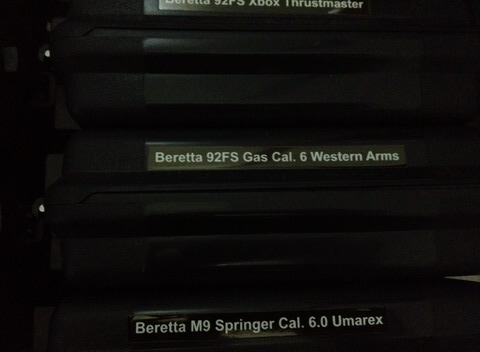 Beretta 92FS Xbox Thrustmaster
Beretta 92FS Gas Cal. 6 Western Arms
Beretta M9 Springer Cal. 6.0 Umarex